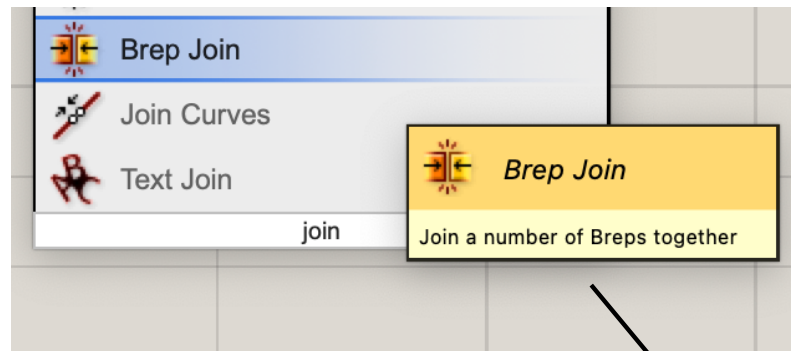 Brep Join
Join Curves
Text Join
join
Brep Join
Join a number of Breps together